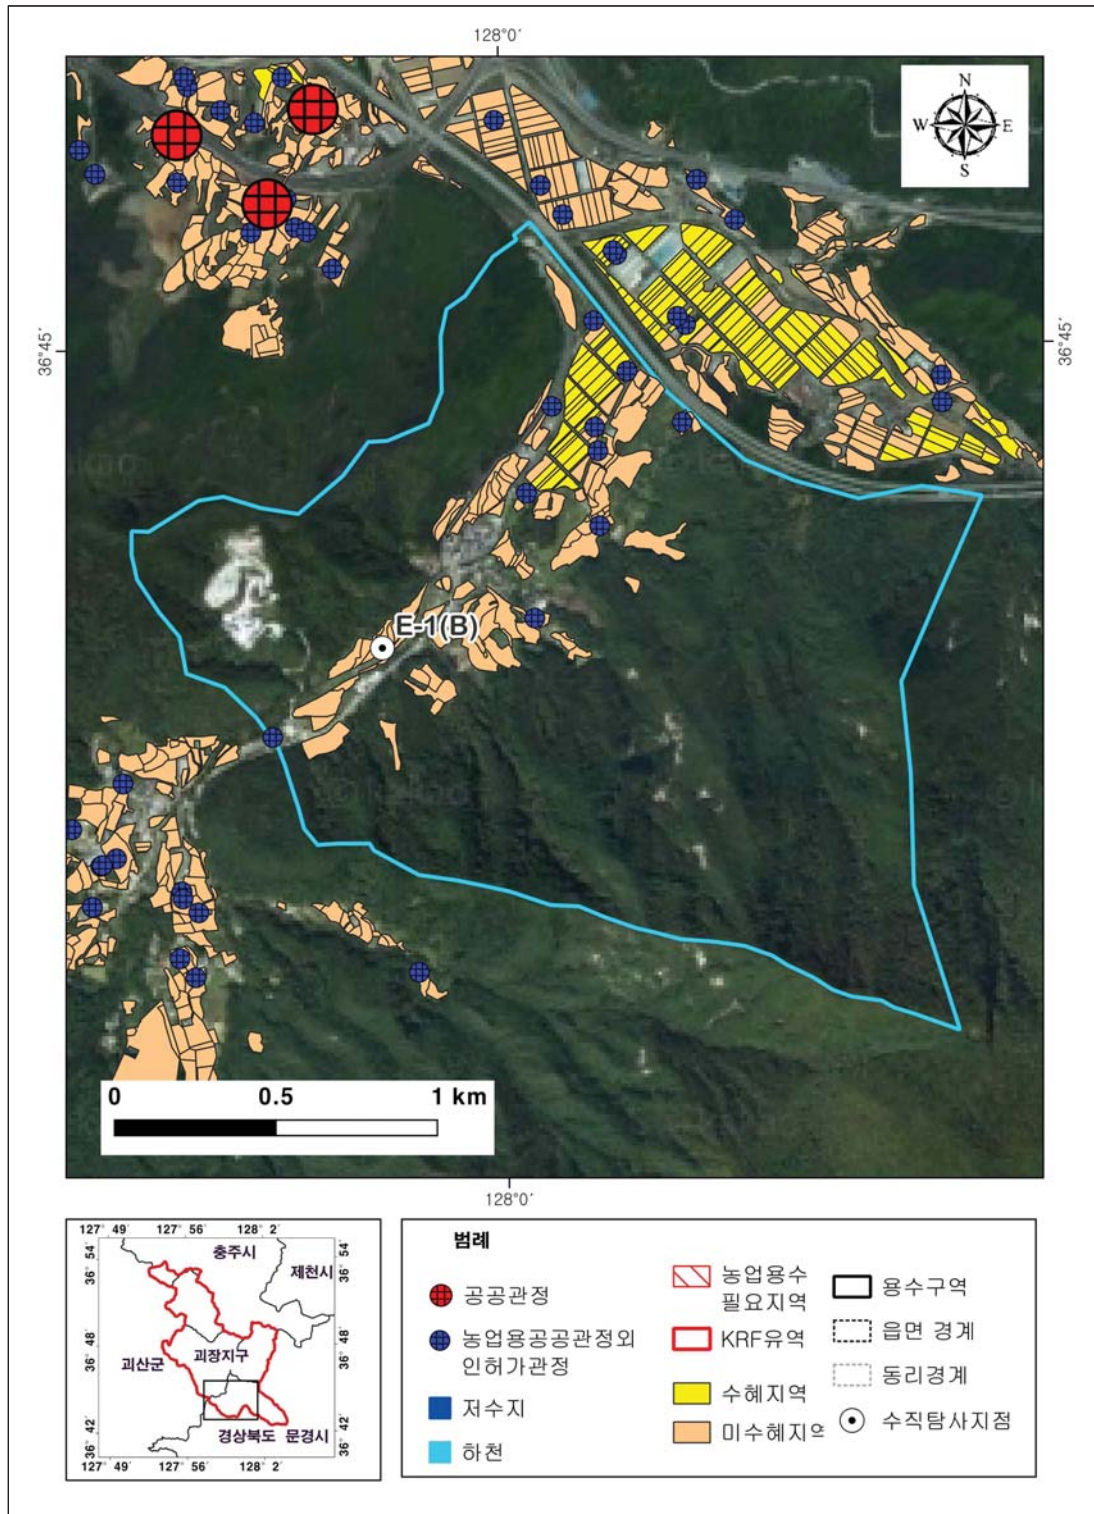 128°0′
N
W
E
S
36°45′
36°45′
E-1(B)
0 0.5 1 km
128°0′
127° 49′ 127° 56′ 128° 2′
36° 54′
36° 54′
36° 48′
36° 48′
36° 42′
36° 42′
충주시
제천시
괴장지구
괴산군
경상북도 문경시
127° 49′ 127° 56′ 128° 2′
범례
공공관정
농업용공공관정외
인허가관정
저수지
하천
농업용수
필요지역
KRF유역
수혜지역
미수혜지역
용수구역
읍면 경계
동리경계
수직탐사지점